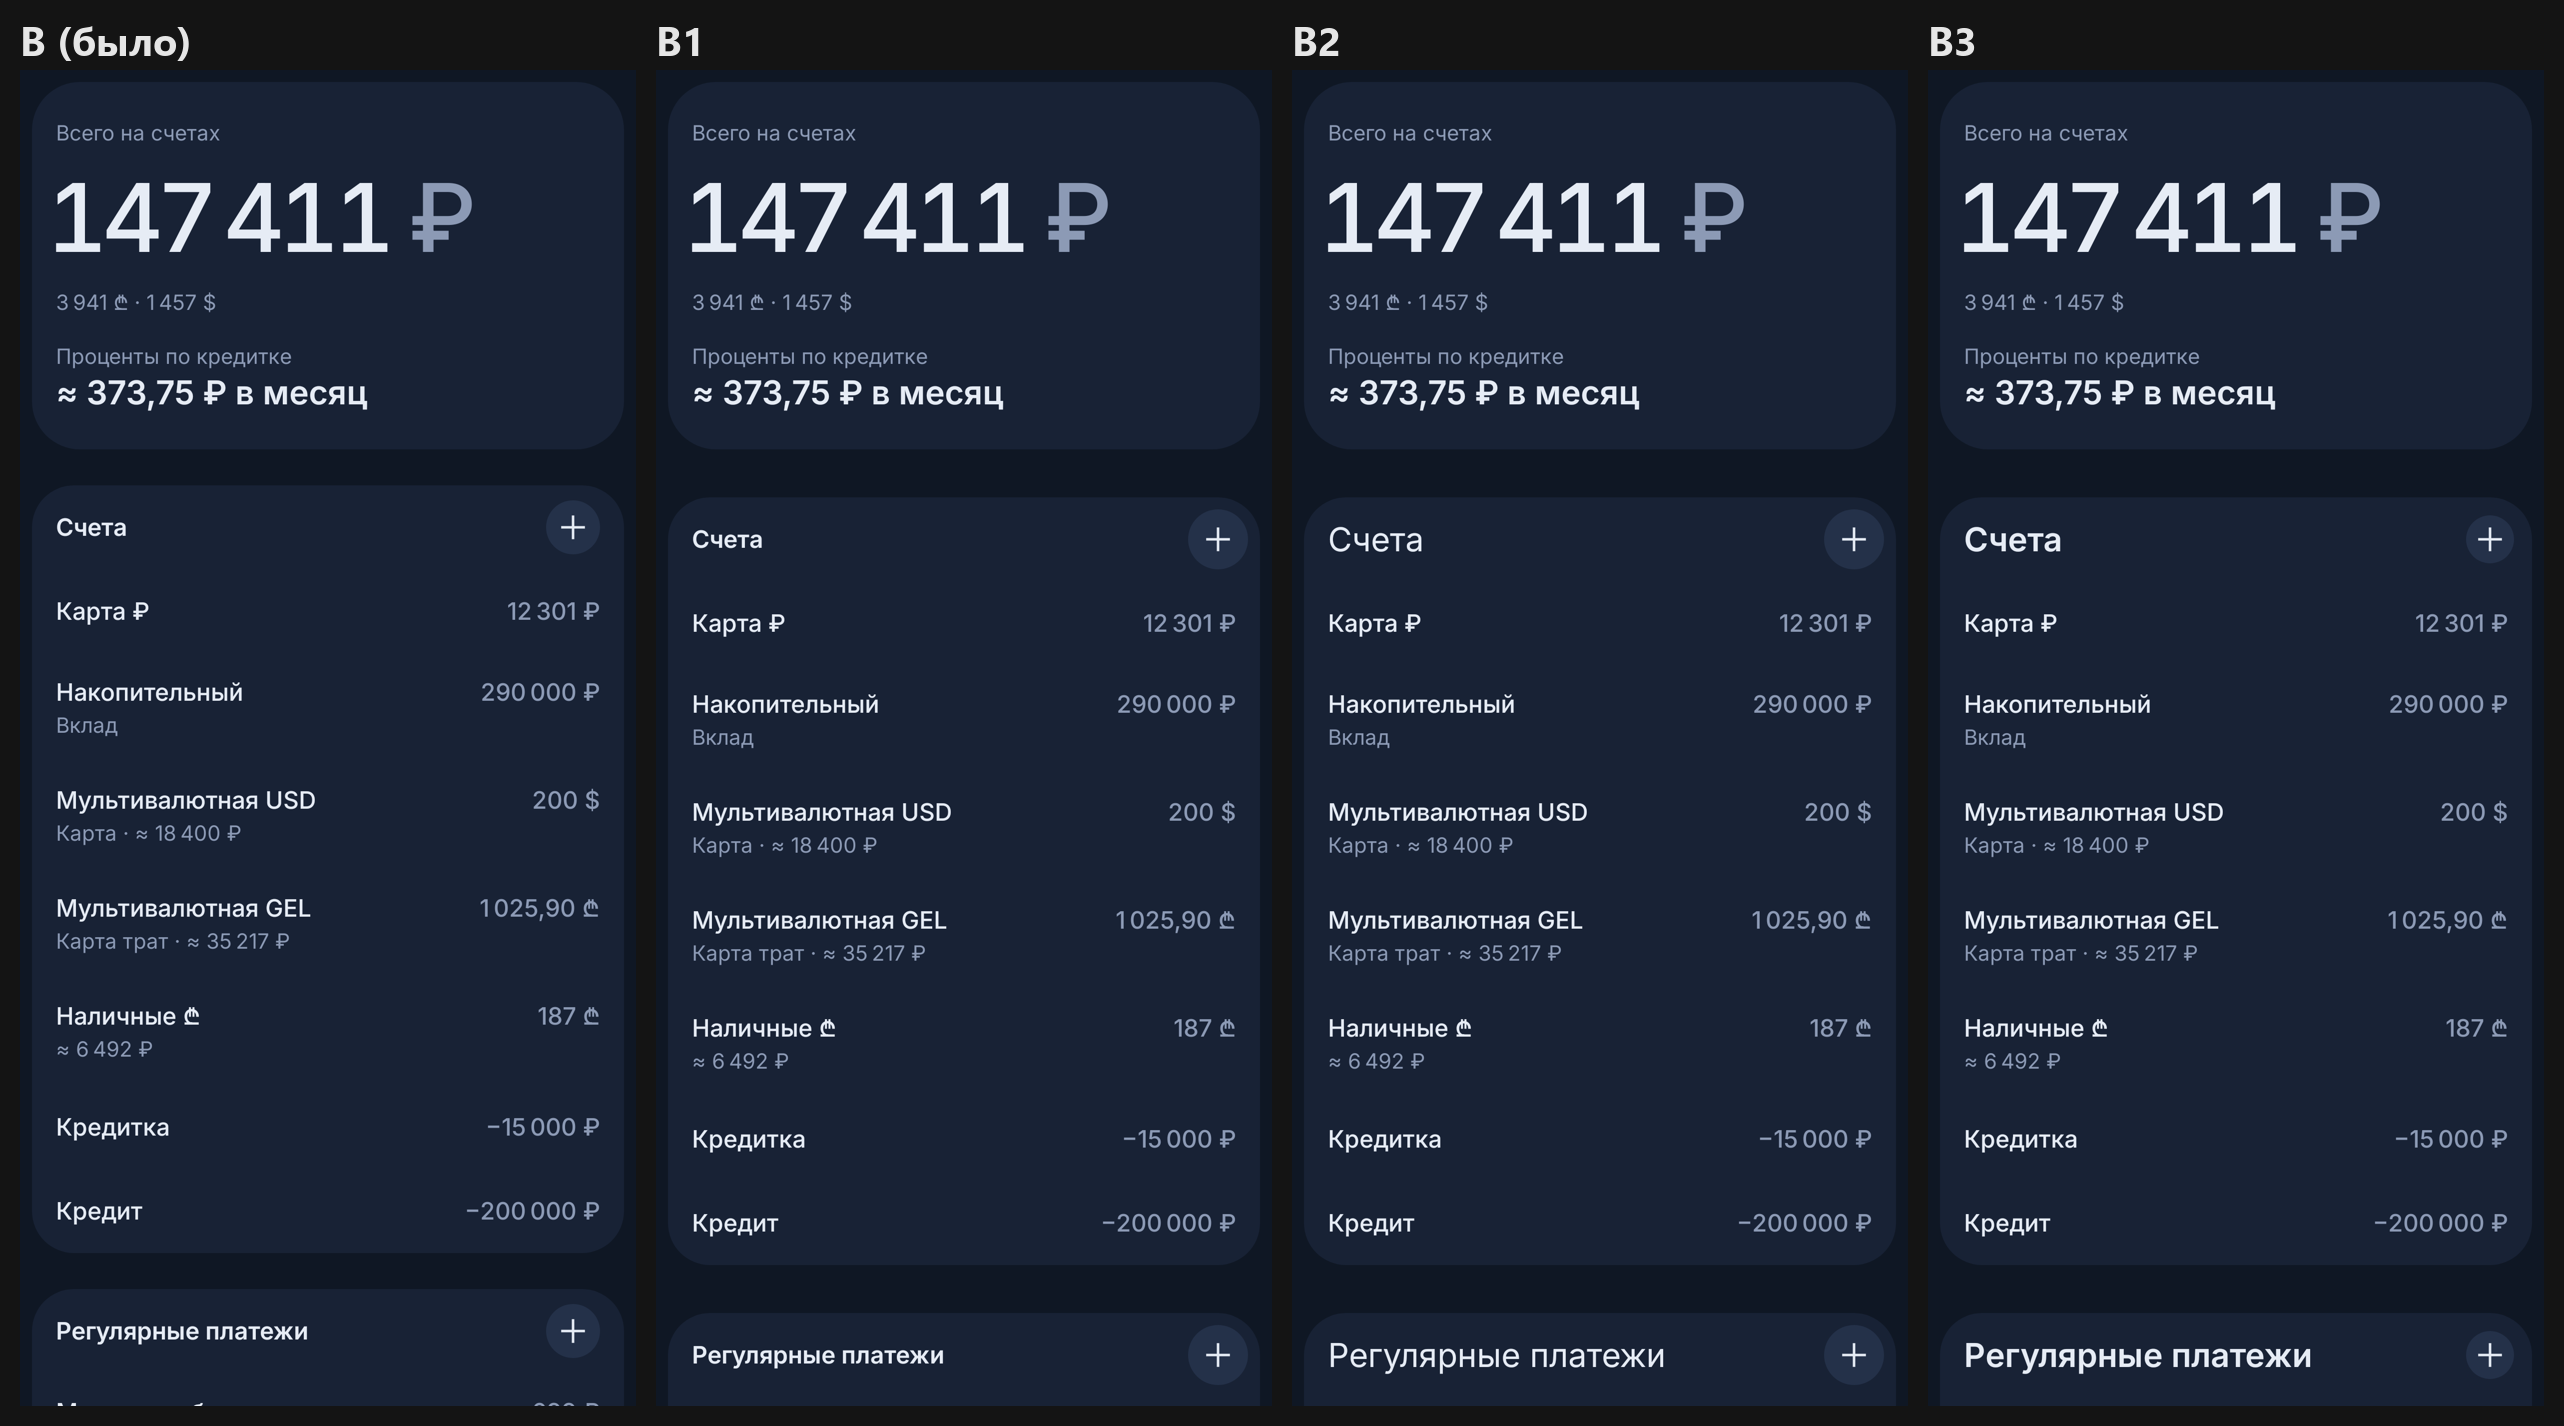 B (было)
Всего на счетах
147 411 ₽
3 941 ₾ · 1 457 $
Проценты по кредитке
≈ 373,75 ₽ в месяц
Счета
Карта ₽ 12 301 ₽
Накопительный 290 000 ₽
Вклад
Мультивалютная USD 200 $
Карта · ≈ 18 400 ₽
Мультивалютная GEL 1 025,90 ₾
Карта трат · ≈ 35 217 ₽
Наличные ₾ 187 ₾
≈ 6 492 ₽
Кредитка −15 000 ₽
Кредит −200 000 ₽
Регулярные платежи
B1
Всего на счетах
147 411 ₽
3 941 ₾ · 1 457 $
Проценты по кредитке
≈ 373,75 ₽ в месяц
Счета
Карта ₽ 12 301 ₽
Накопительный 290 000 ₽
Вклад
Мультивалютная USD 200 $
Карта · ≈ 18 400 ₽
Мультивалютная GEL 1 025,90 ₾
Карта трат · ≈ 35 217 ₽
Наличные ₾ 187 ₾
≈ 6 492 ₽
Кредитка −15 000 ₽
Кредит −200 000 ₽
Регулярные платежи
B2
Всего на счетах
147 411 ₽
3 941 ₾ · 1 457 $
Проценты по кредитке
≈ 373,75 ₽ в месяц
Счета
Карта ₽ 12 301 ₽
Накопительный 290 000 ₽
Вклад
Мультивалютная USD 200 $
Карта · ≈ 18 400 ₽
Мультивалютная GEL 1 025,90 ₾
Карта трат · ≈ 35 217 ₽
Наличные ₾ 187 ₾
≈ 6 492 ₽
Кредитка −15 000 ₽
Кредит −200 000 ₽
Регулярные платежи
B3
Всего на счетах
147 411 ₽
3 941 ₾ · 1 457 $
Проценты по кредитке
≈ 373,75 ₽ в месяц
Счета
Карта ₽ 12 301 ₽
Накопительный 290 000 ₽
Вклад
Мультивалютная USD 200 $
Карта · ≈ 18 400 ₽
Мультивалютная GEL 1 025,90 ₾
Карта трат · ≈ 35 217 ₽
Наличные ₾ 187 ₾
≈ 6 492 ₽
Кредитка −15 000 ₽
Кредит −200 000 ₽
Регулярные платежи